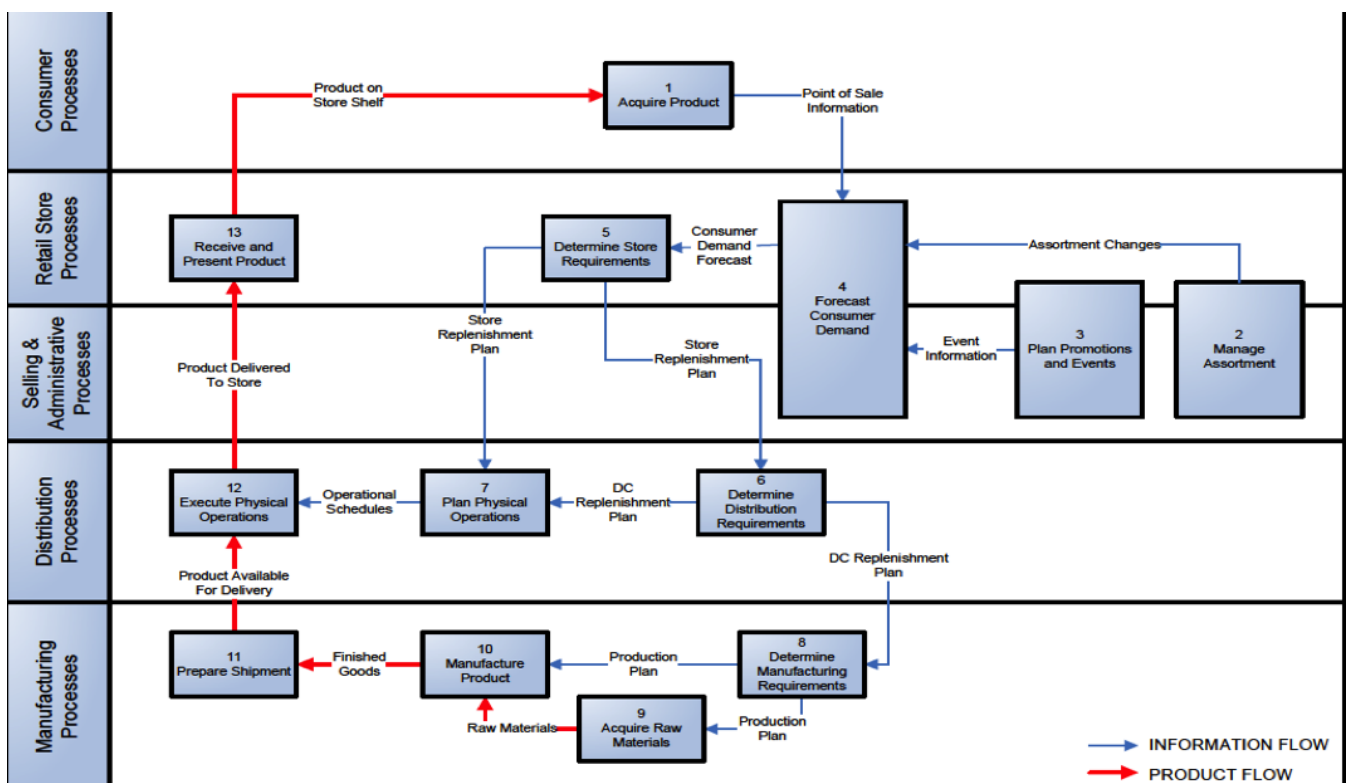 Consumer
Processes
Product on
Store Shelf
1
Acquire Product
Point of Sale
Information
Retail Store
Processes
13
Receive and
Present Product
5
Determine Store
Requirements
Consumer
Demand
Forecast
4
Forecast
Consumer
Demand
Assortment Changes
Selling &
Administrative
Processes
Product Delivered
To Store
Store
Replenishment
Plan
Store
Replenishment
Plan
Event
Information
3
Plan Promotions
and Events
2
Manage
Assortment
Distribution
Processes
12
Execute Physical
Operations
Operational
Schedules
7
Plan Physical
Operations
DC
Replenishment
Plan
6
Determine
Distribution
Requirements
DC Replenishment
Plan
Product Available
For Delivery
Manufacturing
Processes
11
Prepare Shipment
Finished
Goods
10
Manufacture
Product
Production
Plan
8
Determine
Manufacturing
Requirements
Raw Materials
9
Acquire Raw
Materials
Production
Plan
INFORMATION FLOW
PRODUCT FLOW